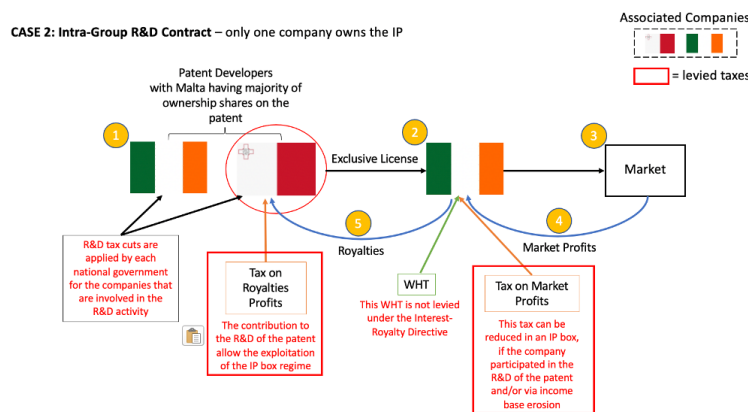 Associated Companies
CASE 2: Intra-Group R&D Contract – only one company owns the IP
= levied taxes
Patent Developers
with Malta having majority of
ownership shares on the
patent
1
2
3
Exclusive License
Market
5
4
Royalties
Market Profits
R&D tax cuts are
applied by each
national government
for the companies that
are involved in the
R&D activity
Tax on
Royalties
Profits
The contribution to
the R&D of the patent
allow the exploitation
of the IP box regime
WHT
This WHT is not levied
under the Interest-
Royalty Directive
Tax on Market
Profits
This tax can be
reduced in an IP box,
if the company
participated in the
R&D of the patent
and/or via income
base erosion